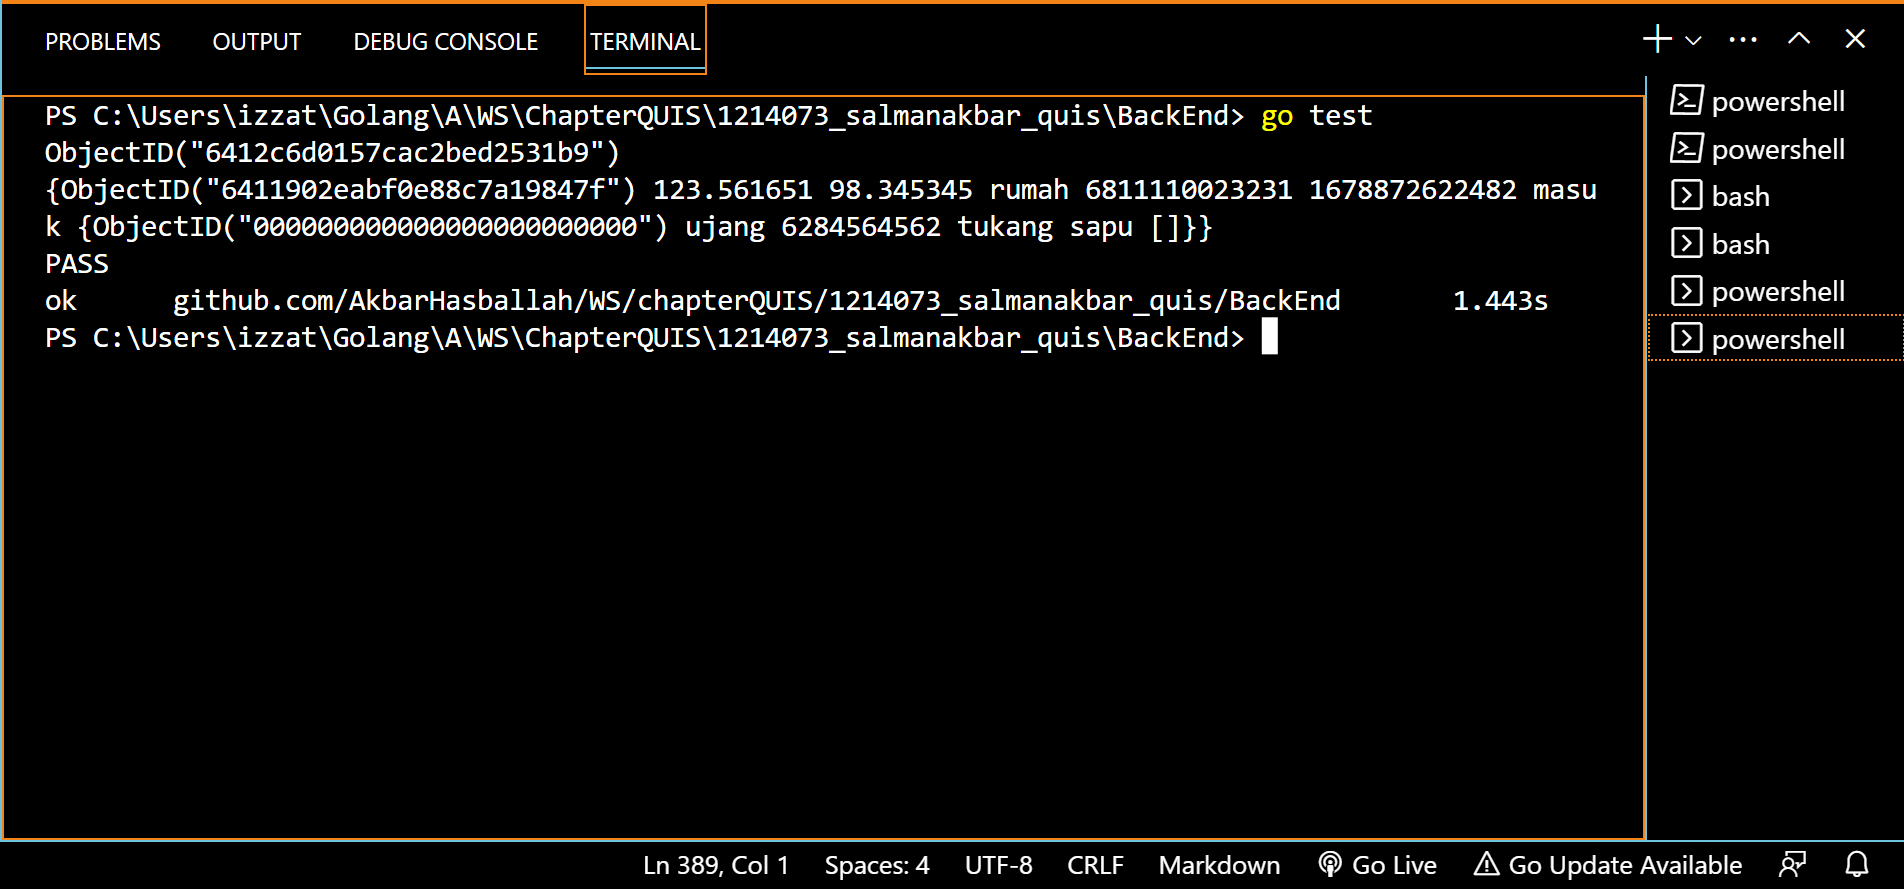 PROBLEMS OUTPUT DEBUG CONSOLE TERMINAL
PS C:\Users\izzat\Golang\A\WS\ChapterQUIS\1214073_salmanakbar_quis\BackEnd> go test
ObjectID("6412c6d0157cac2bed2531b9")
{ObjectID("6411902eabf0e88c7a19847f") 123.561651 98.345345 rumah 6811110023231 1678872622482 masu
k {ObjectID("000000000000000000000000") ujang 6284564562 tukang sapu []}}
PASS
ok github.com/AkbarHasballah/WS/chapterQUIS/1214073_salmanakbar_quis/BackEnd 1.443s
PS C:\Users\izzat\Golang\A\WS\ChapterQUIS\1214073_salmanakbar_quis\BackEnd>
powershell
powershell
bash
bash
powershell
powershell
Ln 389, Col 1 Spaces: 4 UTF-8 CRLF Markdown Go Live Go Update Available